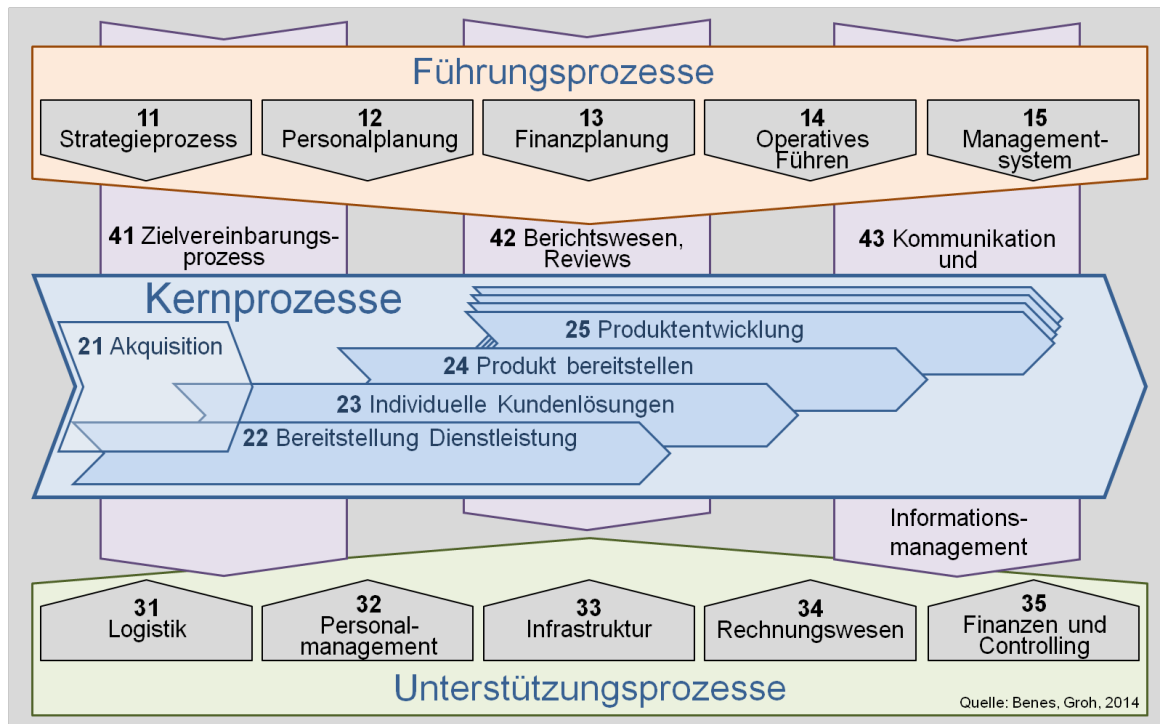 Führungsprozesse
11
Strategieprozess
12
Personalplanung
13
Finanzplanung
14
Operatives
Führen
15
Management-
system
41 Zielvereinbarungs-
prozess
42 Berichtswesen,
Reviews
43 Kommunikation
und
Kernprozesse
21 Akquisition
25 Produktentwicklung
24 Produkt bereitstellen
23 Individuelle Kundenlösungen
22 Bereitstellung Dienstleistung
Informations-
management
31
Logistik
32
Personal-
management
33
Infrastruktur
34
Rechnungswesen
35
Finanzen und
Controlling
Unterstützungsprozesse
Quelle: Benes, Groh, 2014